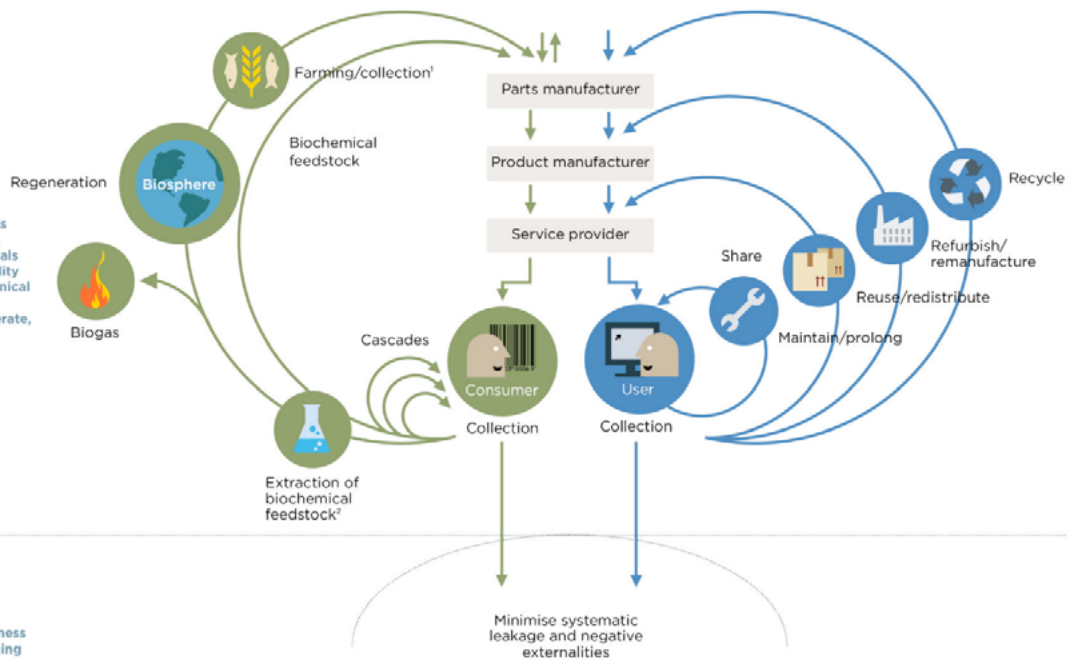 Farming/collection¹
Parts manufacturer
Biochemical
feedstock
Product manufacturer
Regeneration
Biosphere
Recycle
Service provider
Share
Refurbish/
remanufacture
Reuse/redistribute
Biogas
Cascades
Maintain/prolong
Consumer
User
Collection
Collection
Extraction of
biochemical
feedstock²
Minimise systematic
leakage and negative
externalities